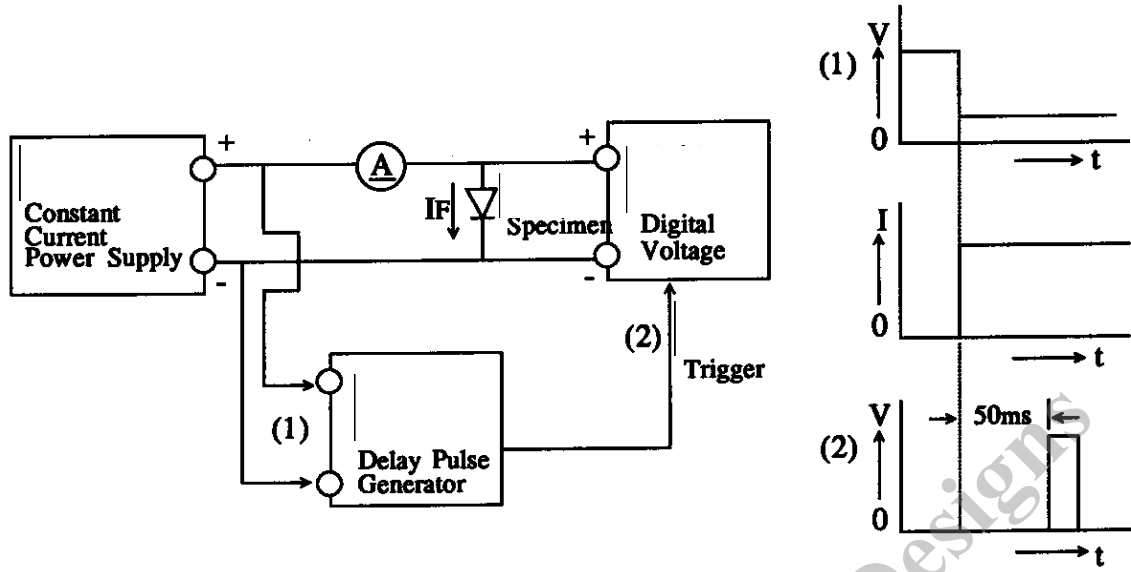 Constant
Current
Power Supply
+
-
A
IF
Specimen
+
-
Digital
Voltage
(2)
Trigger
(1)
Delay Pulse
Generator
(1)
V
0
t
I
0
t
(2)
V
50ms
0
t
Designs